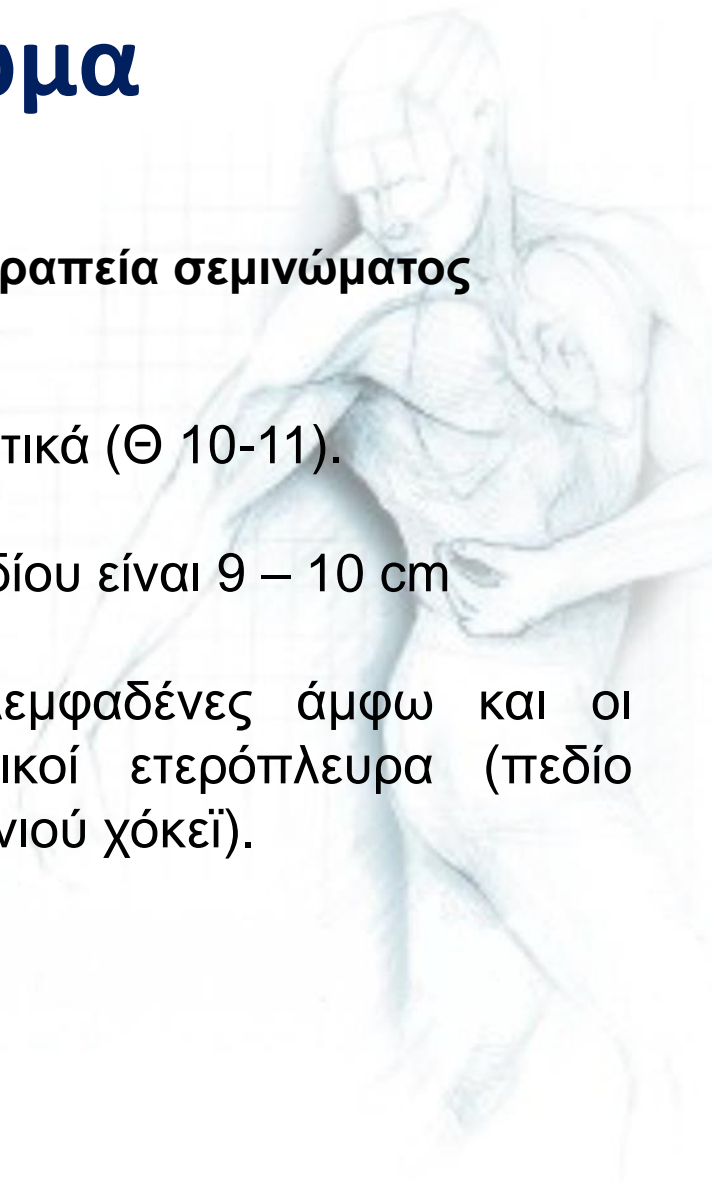 ωμα
ραπεία σεμινώματος
τικά (Θ 10-11).
δίου είναι 9 – 10 cm
λεμφαδένες άμφω και οι
ικοί ετερόπλευρα (πεδίο
νιού χόκεϊ).